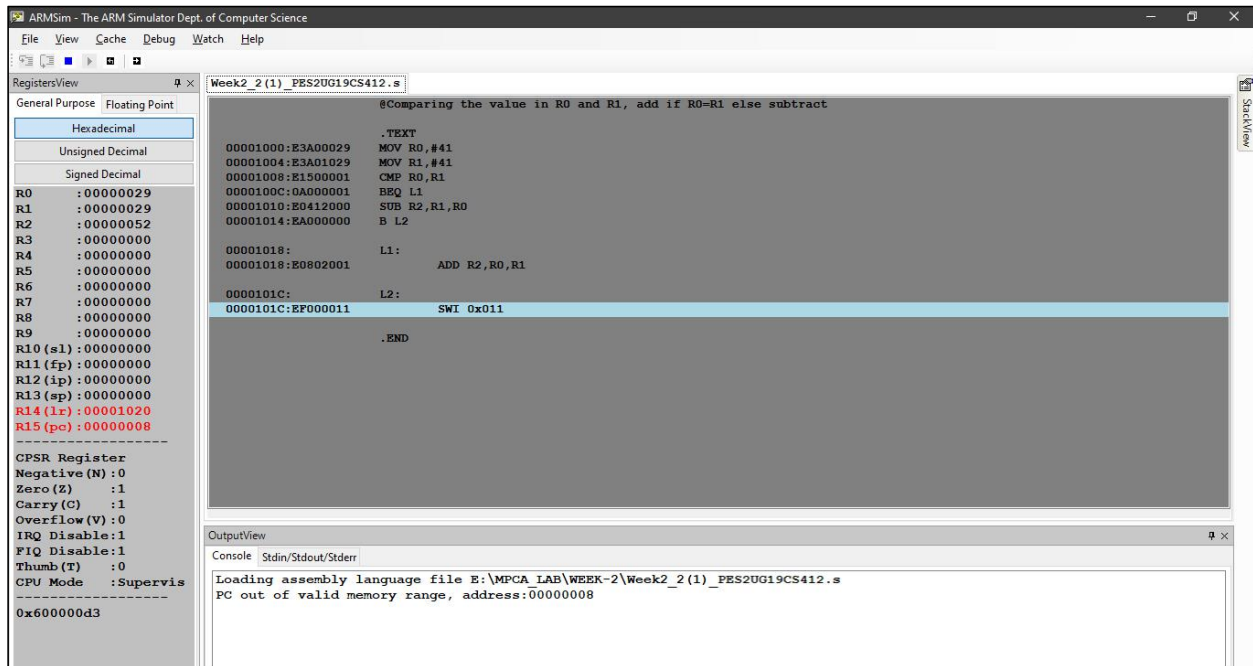 ARMSim - The ARM Simulator Dept. of Computer Science
File View Cache Debug Watch Help
RegistersView
General Purpose Floating Point
Hexadecimal
Unsigned Decimal
Signed Decimal
R0 :00000029
R1 :00000029
R2 :00000052
R3 :00000000
R4 :00000000
R5 :00000000
R6 :00000000
R7 :00000000
R8 :00000000
R9 :00000000
R10(sl):00000000
R11(fp):00000000
R12(ip):00000000
R13(sp):00000000
R14(lr):00001020
R15(pc):00000008
-------------------
CPSR Register
Negative(N):0
Zero(Z) :1
Carry(C) :1
Overflow(V):0
IRQ Disable:1
FIQ Disable:1
Thumb(T) :0
CPU Mode :Supervis
-------------------
0x600000d3
Week2_2(1)_PES2UG19CS412.s
@Comparing the value in R0 and R1, add if R0=R1 else subtract
.TEXT
00001000:E3A00029 MOV R0,#41
00001004:E3A01029 MOV R1,#41
00001008:E1500001 CMP R0,R1
0000100C:0A000001 BEQ L1
00001010:E0412000 SUB R2,R1,R0
00001014:EA000000 B L2
00001018: L1:
00001018:E0802001 ADD R2,R0,R1
0000101C: L2:
0000101C:EF000011 SWI 0x011
.END
OutputView
Console Stdin/Stdout/Stderr
Loading assembly language file E:\MPCA_LAB\WEEK-2\Week2_2(1)_PES2UG19CS412.s
PC out of valid memory range, address:00000008
StackView